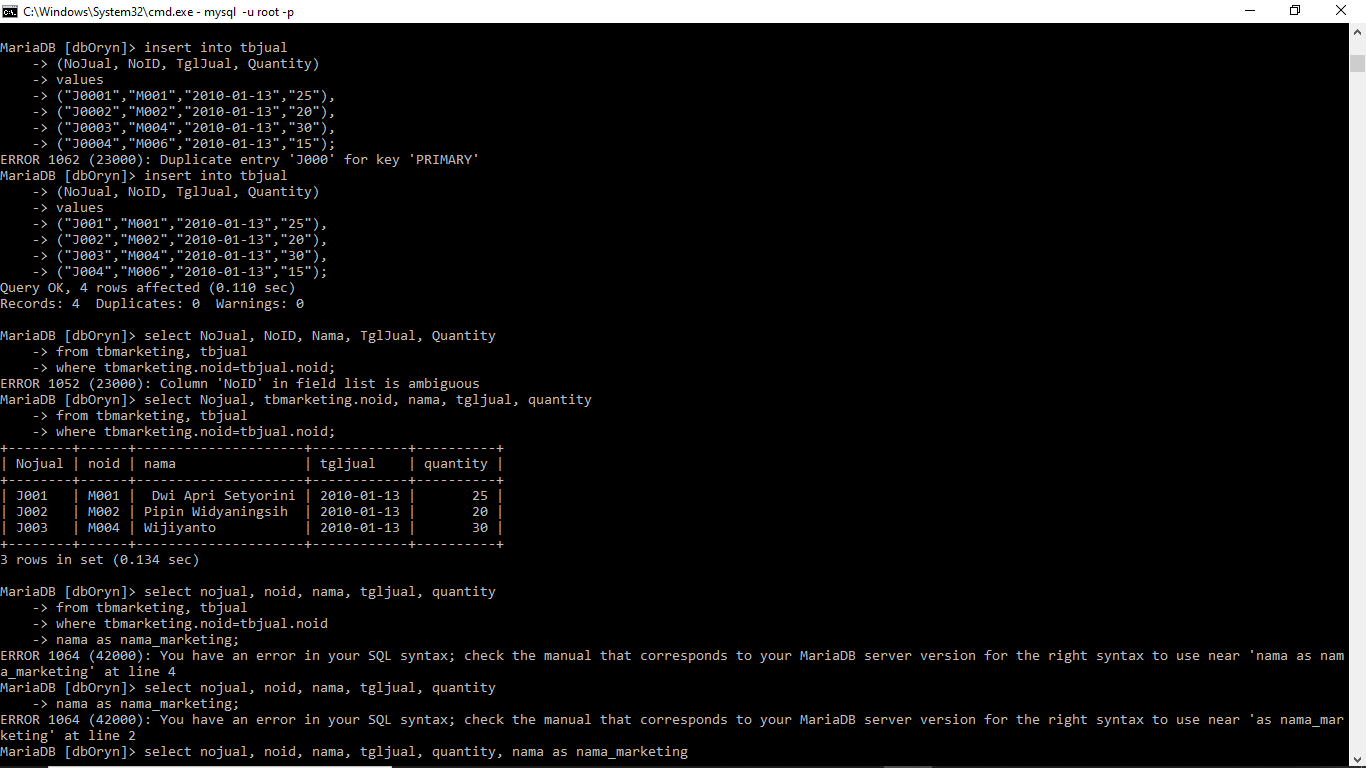 C:\Windows\System32\cmd.exe - mysql  -u root -p
MariaDB [dbOryn]> insert into tbjual
    -> (NoJual, NoID, TglJual, Quantity)
    -> values
    -> ("J0001","M001","2010-01-13","25"),
    -> ("J0002","M002","2010-01-13","20"),
    -> ("J0003","M004","2010-01-13","30"),
    -> ("J0004","M006","2010-01-13","15");
ERROR 1062 (23000): Duplicate entry 'J000' for key 'PRIMARY'
MariaDB [dbOryn]> insert into tbjual
    -> (NoJual, NoID, TglJual, Quantity)
    -> values
    -> ("J001","M001","2010-01-13","25"),
    -> ("J002","M002","2010-01-13","20"),
    -> ("J003","M004","2010-01-13","30"),
    -> ("J004","M006","2010-01-13","15");
Query OK, 4 rows affected (0.110 sec)
Records: 4  Duplicates: 0  Warnings: 0
MariaDB [dbOryn]> select NoJual, NoID, Nama, TglJual, Quantity
    -> from tbmarketing, tbjual
    -> where tbmarketing.noid=tbjual.noid;
ERROR 1052 (23000): Column 'NoID' in field list is ambiguous
MariaDB [dbOryn]> select Nojual, tbmarketing.noid, nama, tgljual, quantity
    -> from tbmarketing, tbjual
    -> where tbmarketing.noid=tbjual.noid;
+--------+------+---------------------+------------+----------+
| Nojual | noid | nama                | tgljual    | quantity |
+--------+------+---------------------+------------+----------+
| J001   | M001 |  Dwi Apri Setyorini | 2010-01-13 |       25 |
| J002   | M002 | Pipin Widyaningsih  | 2010-01-13 |       20 |
| J003   | M004 | Wijiyanto           | 2010-01-13 |       30 |
+--------+------+---------------------+------------+----------+
3 rows in set (0.134 sec)
MariaDB [dbOryn]> select nojual, noid, nama, tgljual, quantity
    -> from tbmarketing, tbjual
    -> where tbmarketing.noid=tbjual.noid
    -> nama as nama_marketing;
ERROR 1064 (42000): You have an error in your SQL syntax; check the manual that corresponds to your MariaDB server version for the right syntax to use near 'nama as nam
a_marketing' at line 4
MariaDB [dbOryn]> select nojual, noid, nama, tgljual, quantity
    -> nama as nama_marketing;
ERROR 1064 (42000): You have an error in your SQL syntax; check the manual that corresponds to your MariaDB server version for the right syntax to use near 'as nama_mar
keting' at line 2
MariaDB [dbOryn]> select nojual, noid, nama, tgljual, quantity, nama as nama_marketing